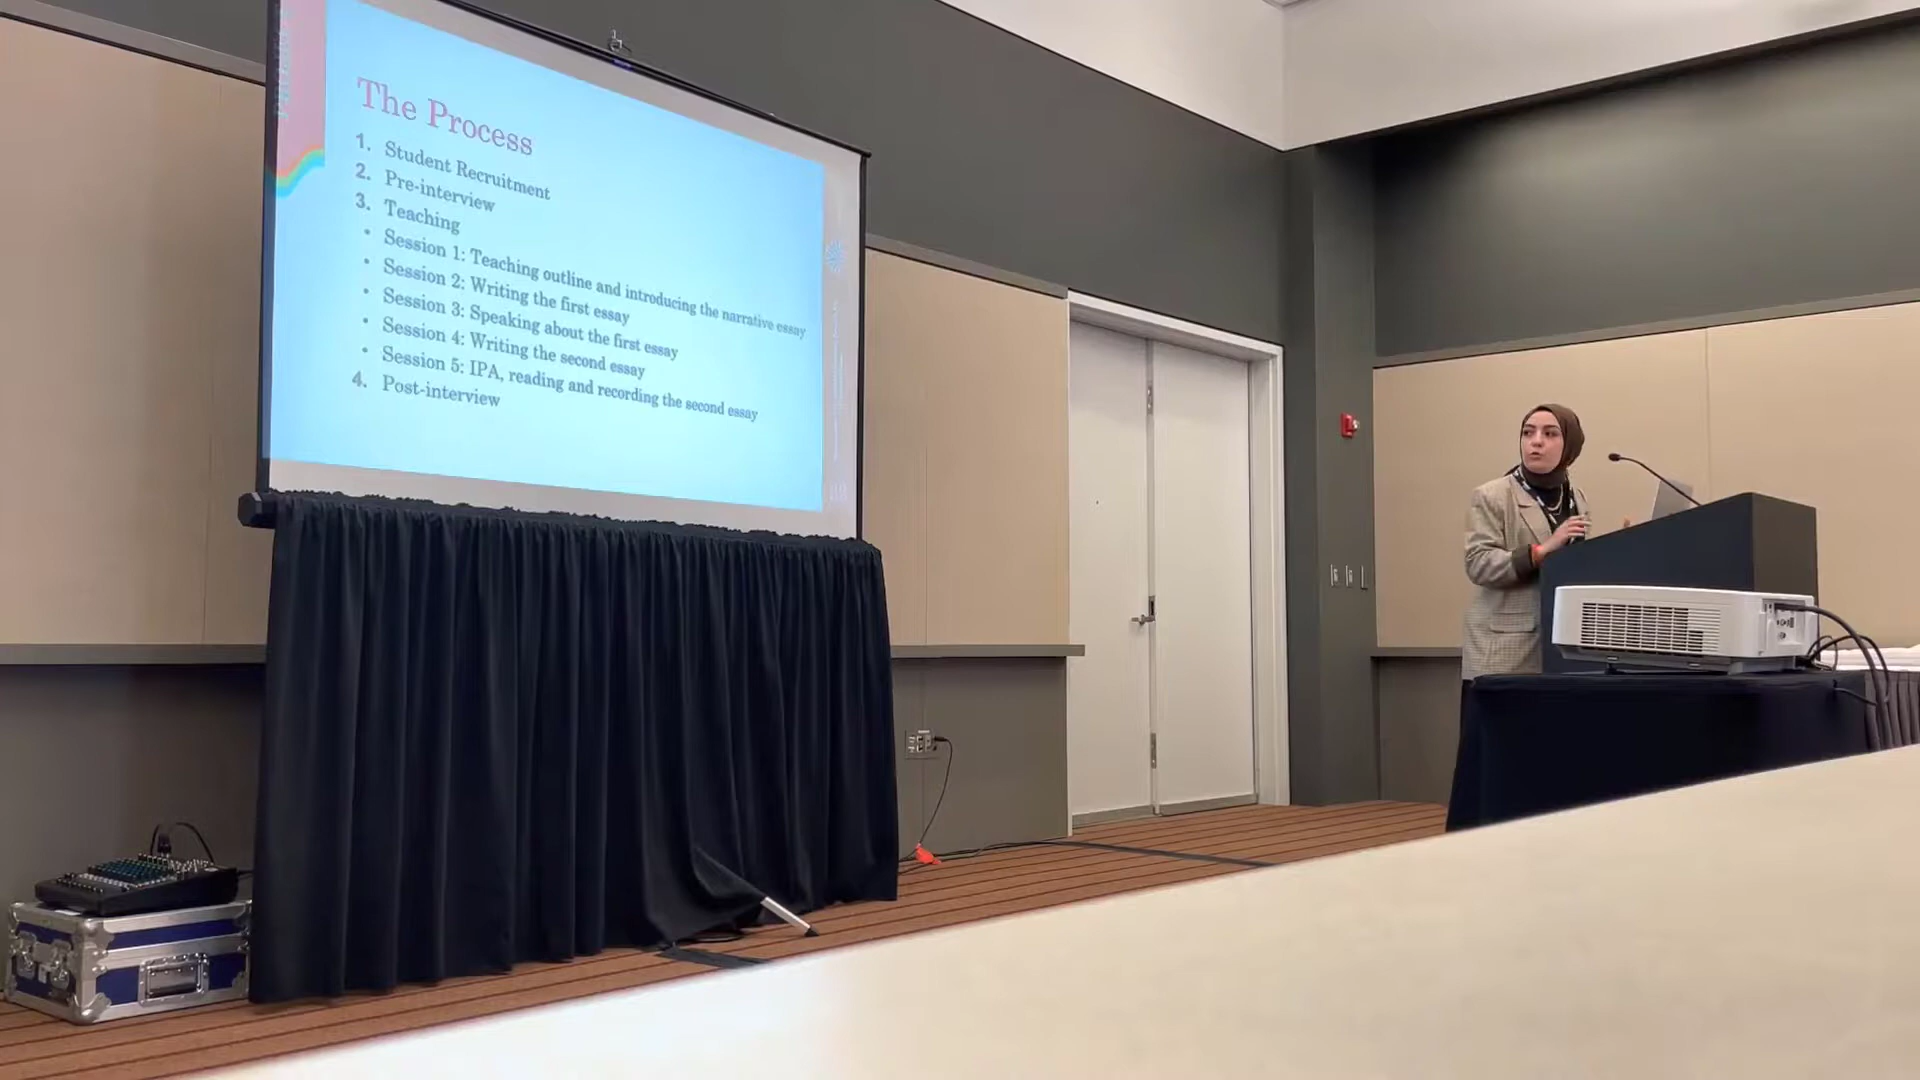 The Process
1. Student Recruitment
2. Pre-interview
3. Teaching
• Session 1: Teaching outline and introducing the narrative essay
• Session 2: Writing the first essay
• Session 3: Speaking about the first essay
• Session 4: Writing the second essay
• Session 5: IPA, reading and recording the second essay
4. Post-interview